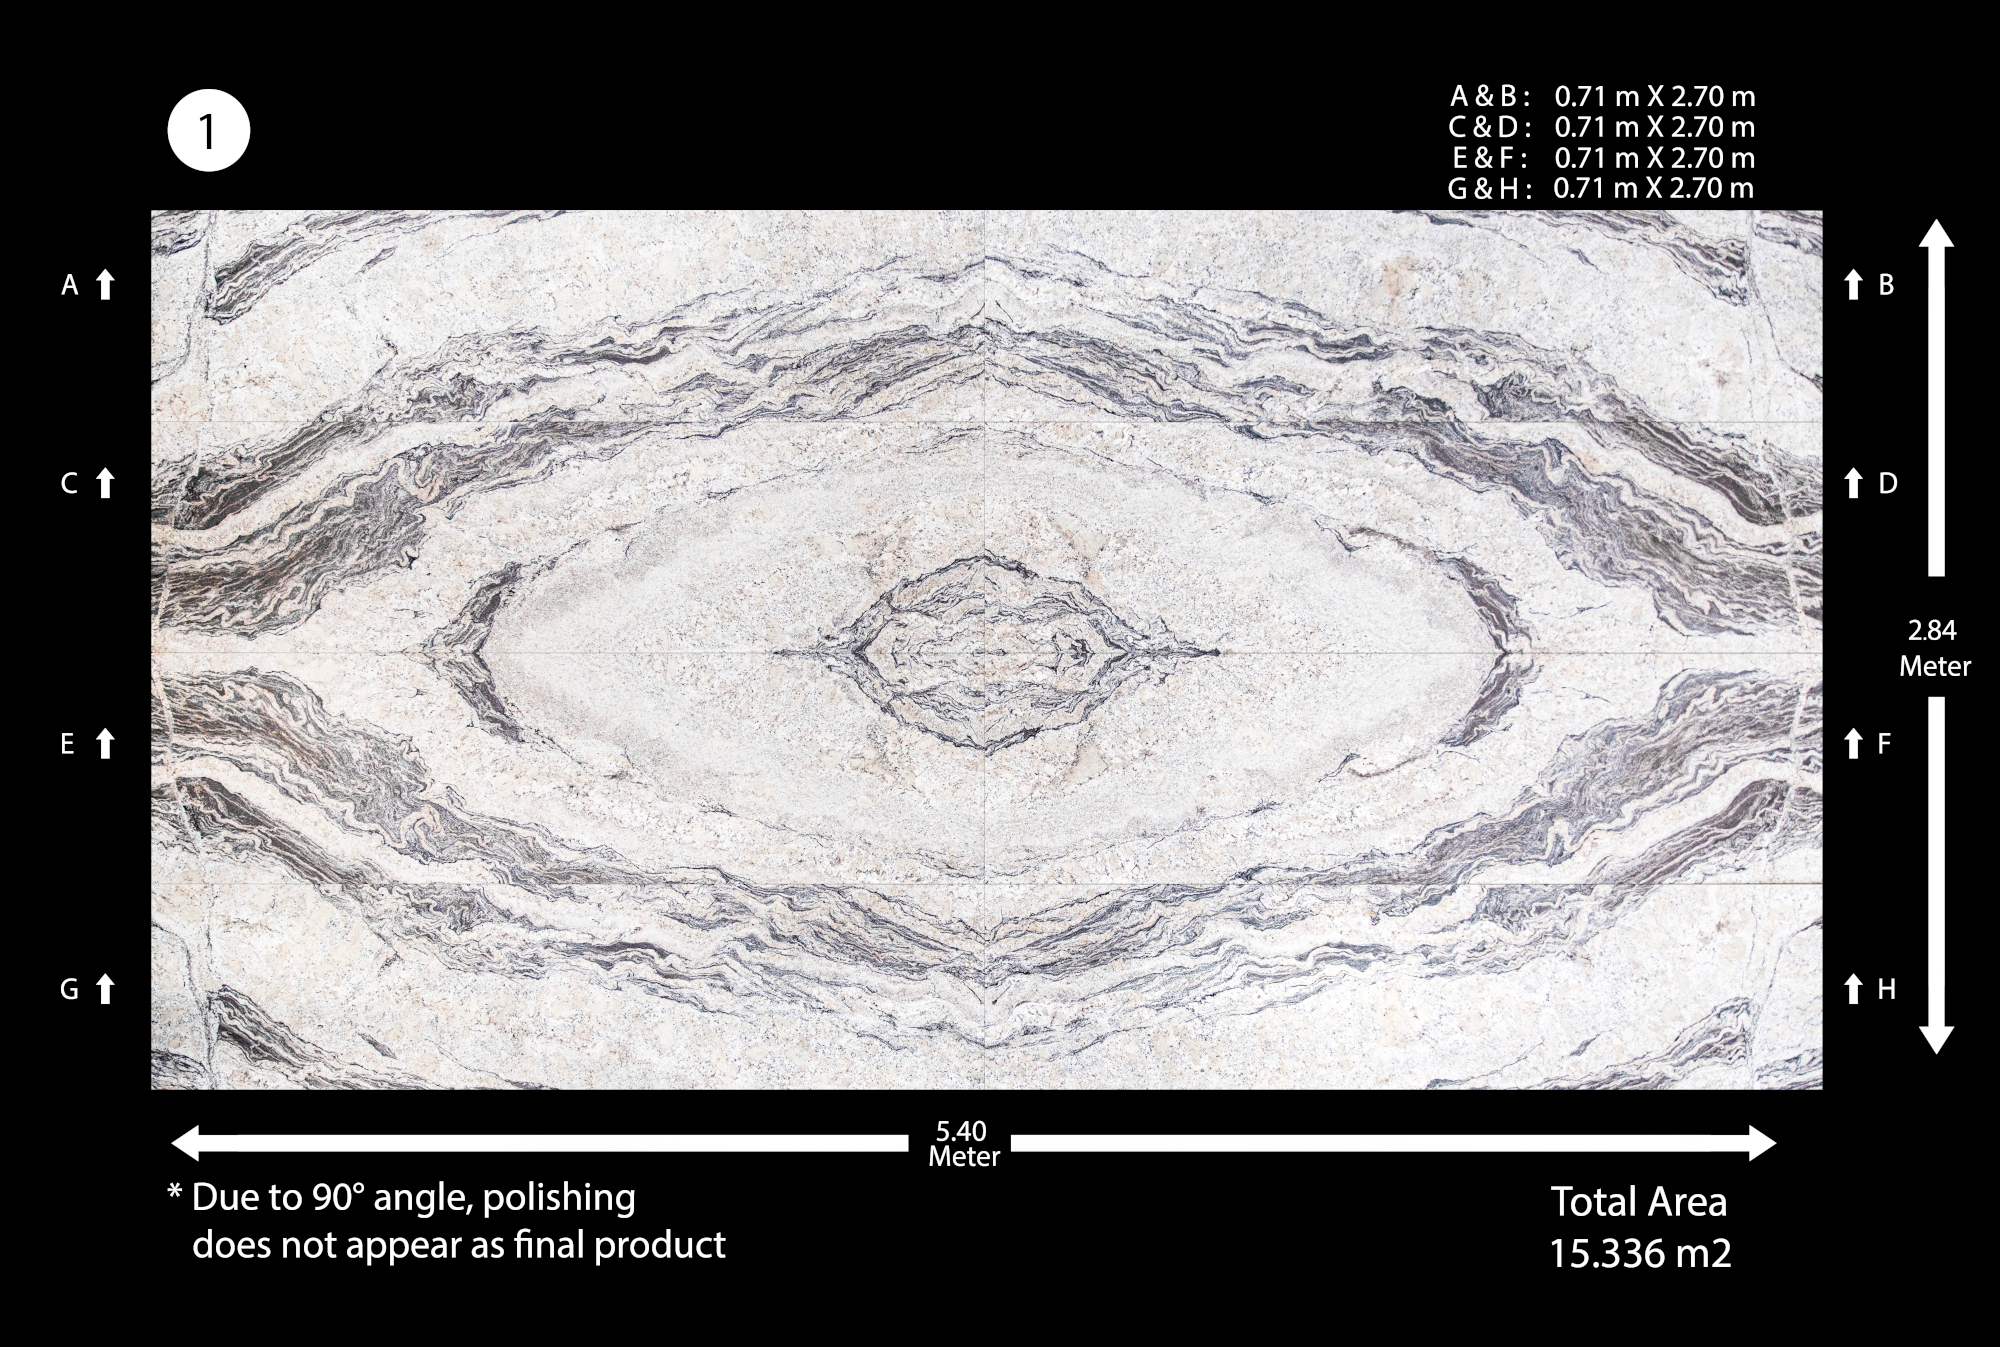 1
A & B : 0.71 m X 2.70 m
C & D : 0.71 m X 2.70 m
E & F : 0.71 m X 2.70 m
G & H : 0.71 m X 2.70 m
A
B
C
D
2.84
Meter
E
F
G
H
5.40
Meter
* Due to 90° angle, polishing
does not appear as final product
Total Area
15.336 m2